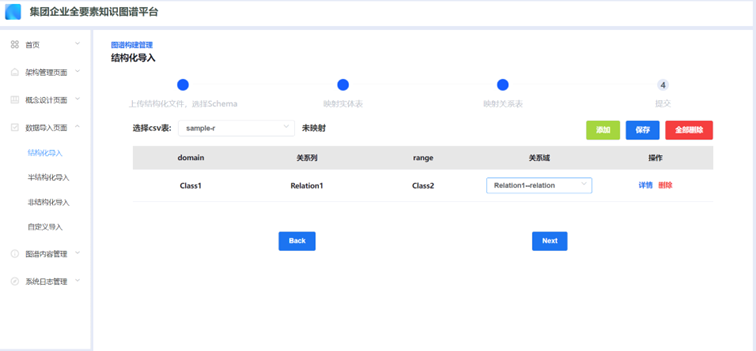 集团企业全要素知识图谱平台
首页
架构管理页面
概念设计页面
数据导入页面
结构化导入
半结构化导入
非结构化导入
自定义导入
图谱内容管理
系统日志管理
图谱构建管理
结构化导入
4
上传结构化文件，选择Schema 映射实体表 映射关系表 提交
选择csv表: sample-r 未映射 添加 保存 全部删除
domain 关系列 range 关系域 操作
Class1 Relation1 Class2 Relation1--relation 详情 删除
Back Next